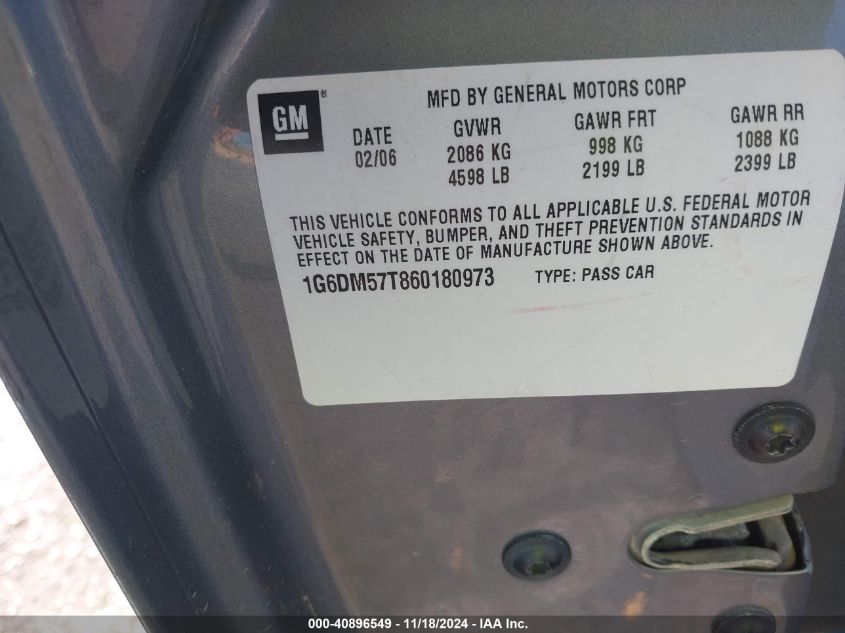 GM®
MFD BY GENERAL MOTORS CORP
DATE GVWR GAWR FRT GAWR RR
02/06 2086 KG 998 KG 1088 KG
4598 LB 2199 LB 2399 LB
THIS VEHICLE CONFORMS TO ALL APPLICABLE U.S. FEDERAL MOTOR
VEHICLE SAFETY, BUMPER, AND THEFT PREVENTION STANDARDS IN
EFFECT ON THE DATE OF MANUFACTURE SHOWN ABOVE.
1G6DM57T860180973 TYPE: PASS CAR
000-40896549 - 11/18/2024 - IAA Inc.